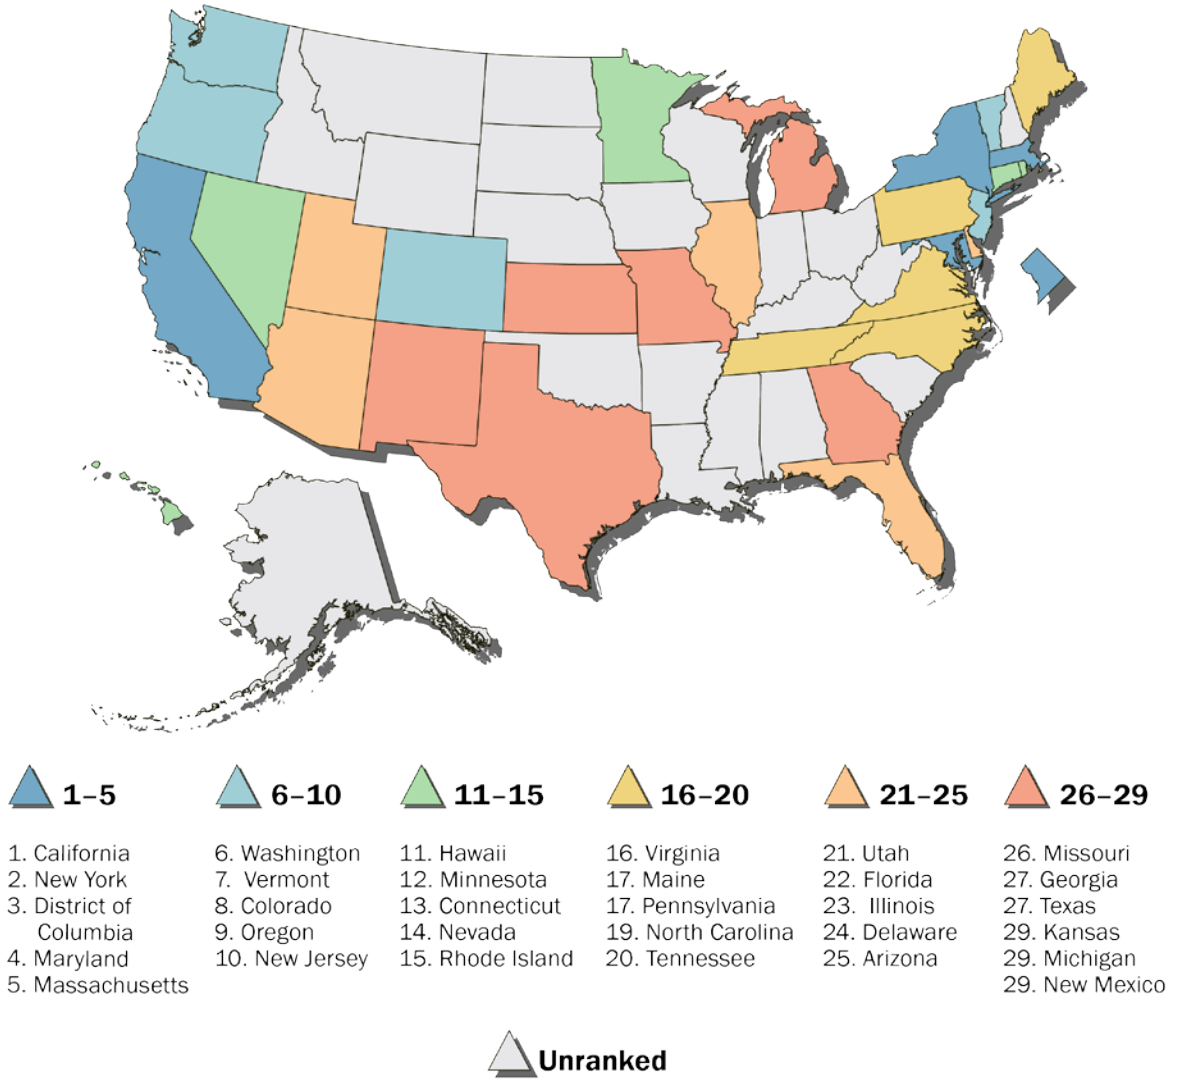 1–5
1. California
2. New York
3. District of
Columbia
4. Maryland
5. Massachusetts
6–10
6. Washington
7. Vermont
8. Colorado
9. Oregon
10. New Jersey
11–15
11. Hawaii
12. Minnesota
13. Connecticut
14. Nevada
15. Rhode Island
16–20
16. Virginia
17. Maine
17. Pennsylvania
19. North Carolina
20. Tennessee
21–25
21. Utah
22. Florida
23. Illinois
24. Delaware
25. Arizona
26–29
26. Missouri
27. Georgia
27. Texas
29. Kansas
29. Michigan
29. New Mexico
Unranked